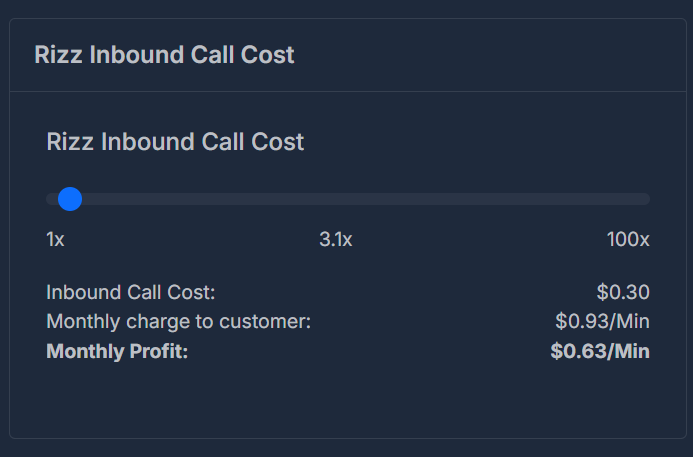 Rizz Inbound Call Cost
Rizz Inbound Call Cost
1x 3.1x 100x
Inbound Call Cost: $0.30
Monthly charge to customer: $0.93/Min
Monthly Profit: $0.63/Min